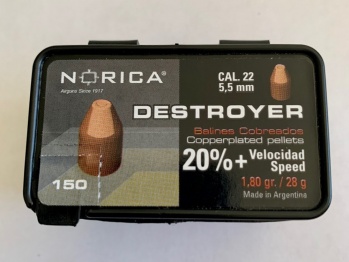 NORICA
Airguns Since 1917
CAL. 22
5,5 mm
DESTROYER
Balines Cobreados
Copperplated pellets
20%+ Velocidad
Speed
1,80 gr. / 28 g
Made in Argentina
150